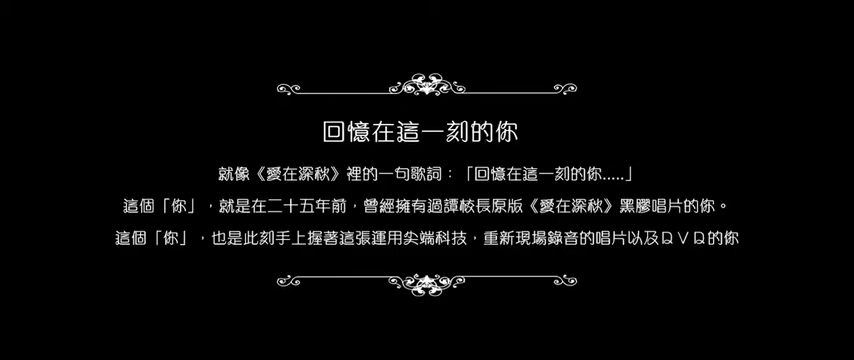 回憶在這一刻的你
就像《愛在深秋》裡的一句歌詞：「回憶在這一刻的你.....」
這個「你」，就是在二十五年前，曾經擁有過譚校長原版《愛在深秋》黑膠唱片的你。
這個「你」，也是此刻手上握著這張運用尖端科技，重新現場錄音的唱片以及DVD的你